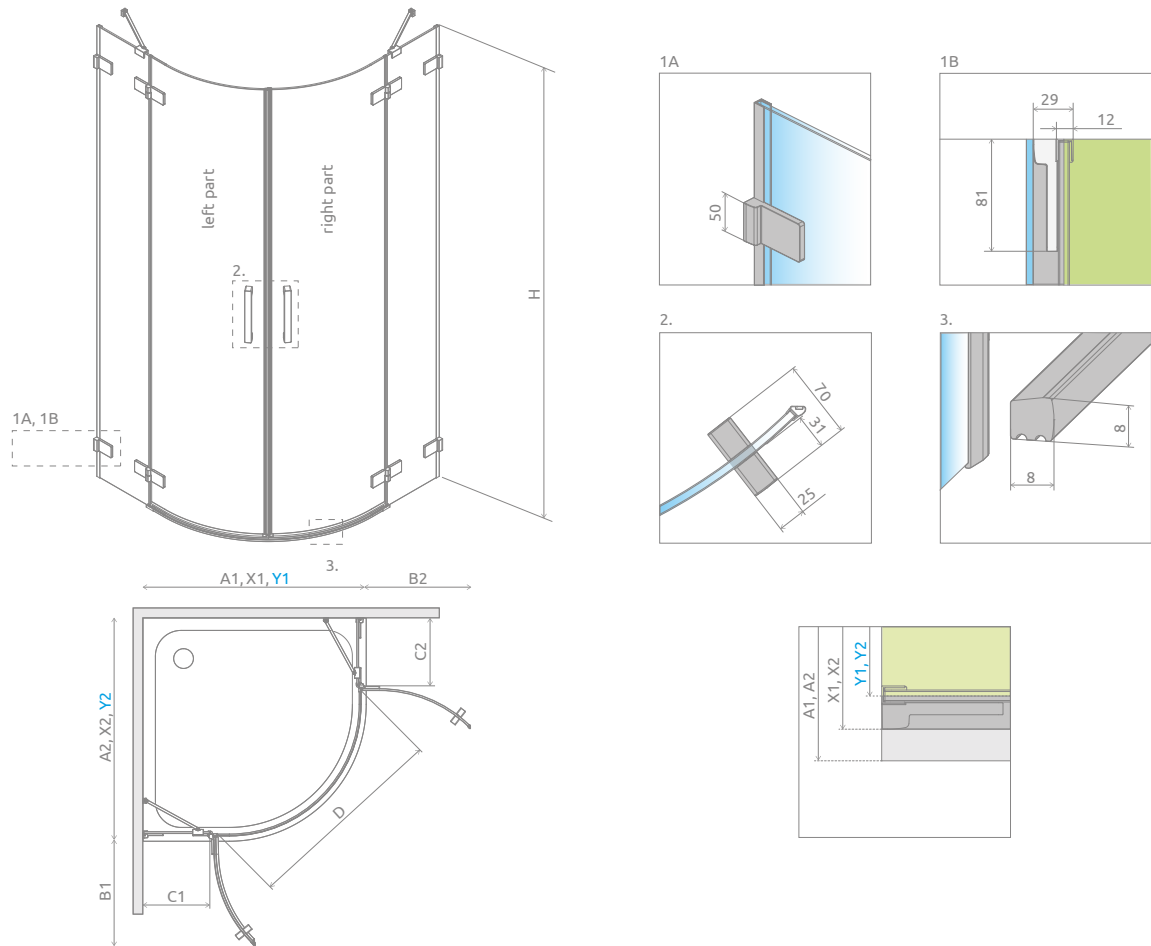 left part
right part
2.
H
1A, 1B
3.
1A
50
1B
29
12
81
2.
70
31
25
3.
8
8
A1, X1, Y1
B2
A2, X2, Y2
C2
D
B1
C1
A1, A2
X1, X2
Y1, Y2